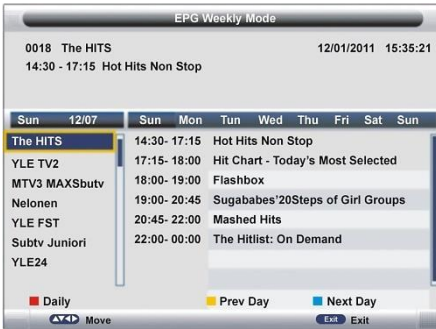 EPG Weekly Mode
0018 The HITS 12/01/2011 15:35:21
14:30 - 17:15 Hot Hits Non Stop
Sun 12/07 Sun Mon Tue Wed Thu Fri Sat Sun
The HITS 14:30- 17:15 Hot Hits Non Stop
YLE TV2 17:15- 18:00 Hit Chart - Today's Most Selected
MTV3 MAXSbutv 18:00- 19:00 Flashbox
Nelonen 19:00- 20:45 Sugababes'20Steps of Girl Groups
YLE FST 20:45- 22:00 Mashed Hits
Subtv Juniori 22:00- 00:00 The Hitlist: On Demand
YLE24
Daily Prev Day Next Day
Move Exit Exit